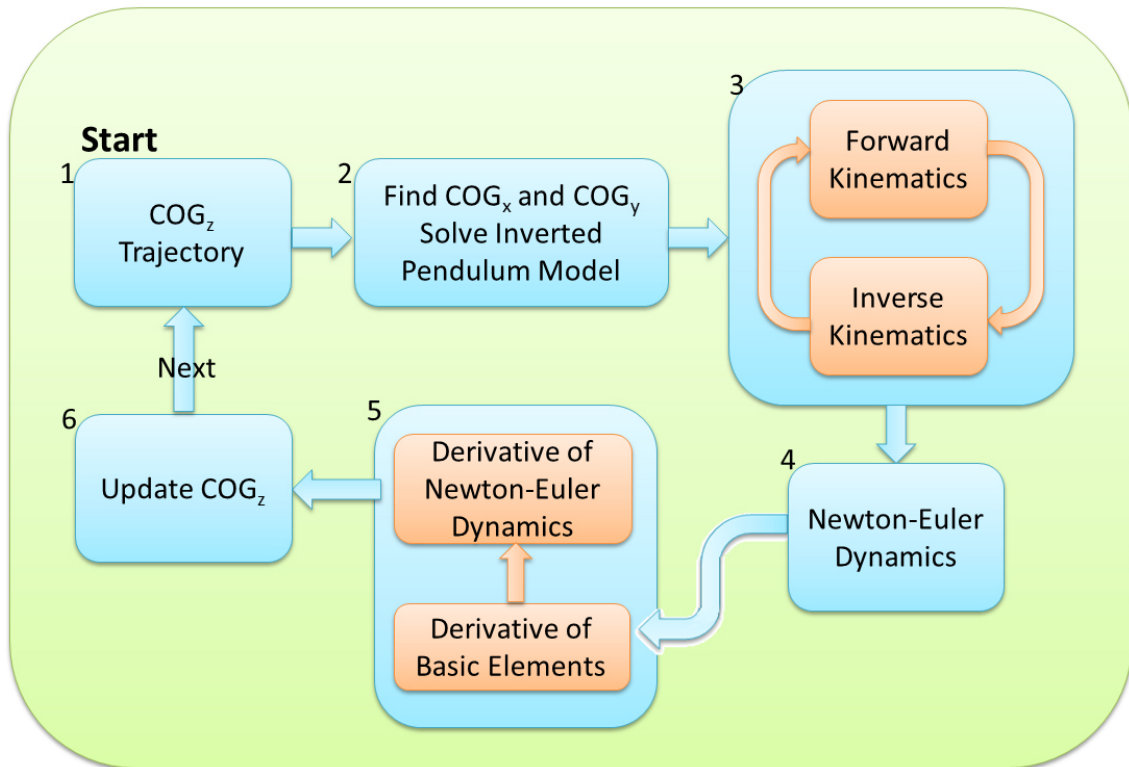 Start
1
COGz
Trajectory
2
Find COGx and COGy
Solve Inverted
Pendulum Model
3
Forward
Kinematics
Inverse
Kinematics
4
Newton-Euler
Dynamics
5
Derivative of
Newton-Euler
Dynamics
Derivative of
Basic Elements
6
Update COGz
Next